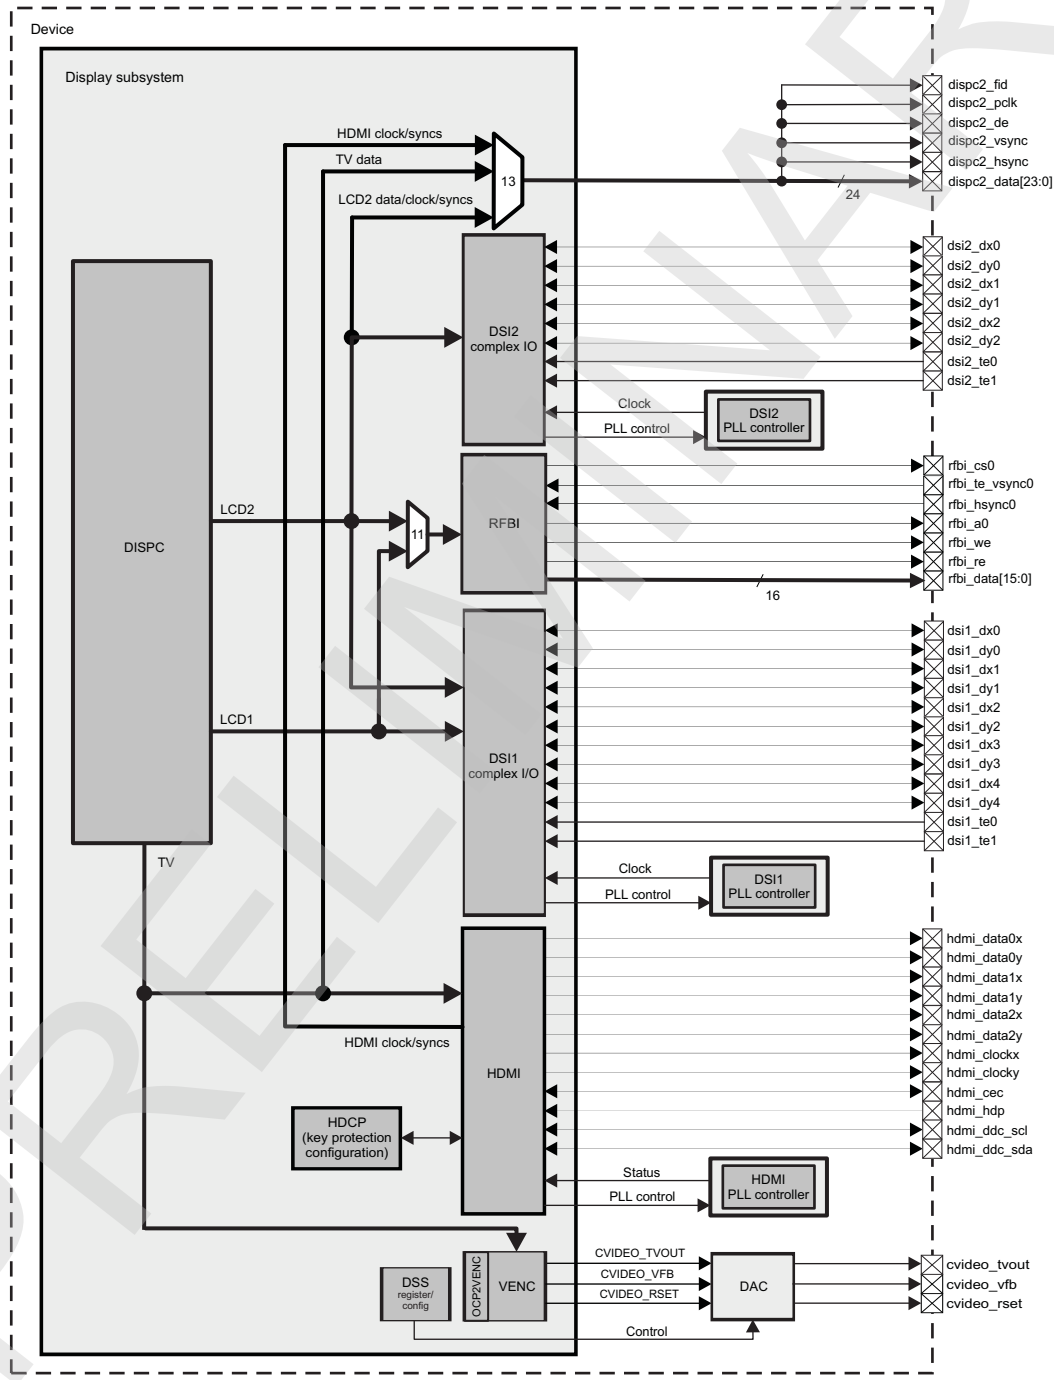 Device
Display subsystem
HDMI clock/syncs
TV data
LCD2 data/clock/syncs
13
24
dispc2_fid
dispc2_pclk
dispc2_de
dispc2_vsync
dispc2_hsync
dispc2_data[23:0]
DISPC
LCD2
LCD1
TV
DSI2
complex IO
dsi2_dx0
dsi2_dy0
dsi2_dx1
dsi2_dy1
dsi2_dx2
dsi2_dy2
dsi2_te0
dsi2_te1
Clock
PLL control
DSI2
PLL controller
11
RFBI
rfbi_cs0
rfbi_te_vsync0
rfbi_hsync0
rfbi_a0
rfbi_we
rfbi_re
rfbi_data[15:0]
16
DSI1
complex I/O
dsi1_dx0
dsi1_dy0
dsi1_dx1
dsi1_dy1
dsi1_dx2
dsi1_dy2
dsi1_dx3
dsi1_dy3
dsi1_dx4
dsi1_dy4
dsi1_te0
dsi1_te1
Clock
PLL control
DSI1
PLL controller
HDMI clock/syncs
HDMI
hdmi_data0x
hdmi_data0y
hdmi_data1x
hdmi_data1y
hdmi_data2x
hdmi_data2y
hdmi_clockx
hdmi_clocky
hdmi_cec
hdmi_hdp
hdmi_ddc_scl
hdmi_ddc_sda
HDCP
(key protection
configuration)
Status
PLL control
HDMI
PLL controller
DSS
register/
config
OCP2VENC
VENC
CVIDEO_TVOUT
CVIDEO_VFB
CVIDEO_RSET
Control
DAC
cvideo_tvout
cvideo_vfb
cvideo_rset
PRELIMINAR